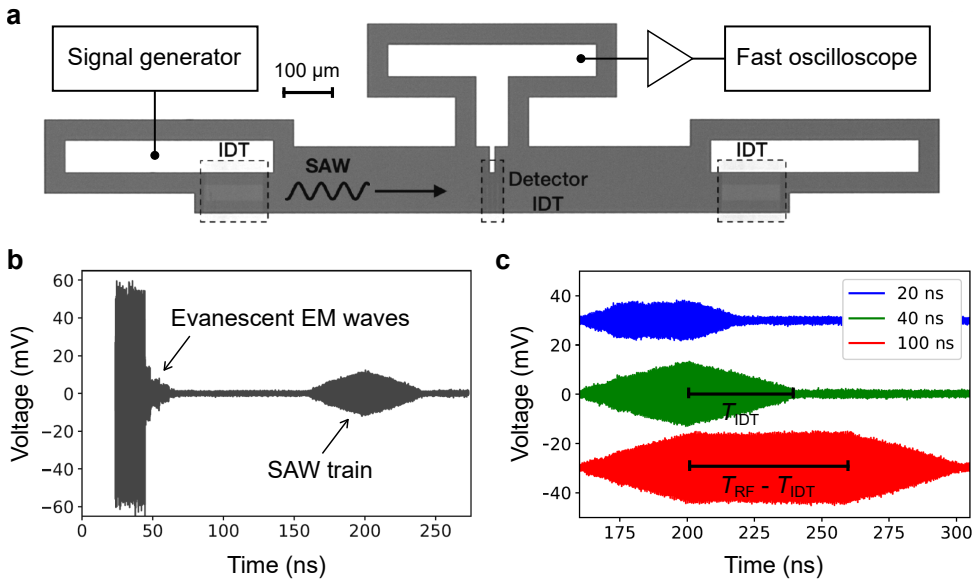 a
Signal generator
100 μm
Fast oscilloscope
IDT
SAW
Detector
IDT
IDT
b
Voltage (mV)
60
40
20
0
−20
−40
−60
Evanescent EM waves
SAW train
0
50
100
150
200
250
Time (ns)
c
Voltage (mV)
40
20
0
−20
−40
20 ns
40 ns
100 ns
T_IDT
T_RF - T_IDT
175
200
225
250
275
300
Time (ns)